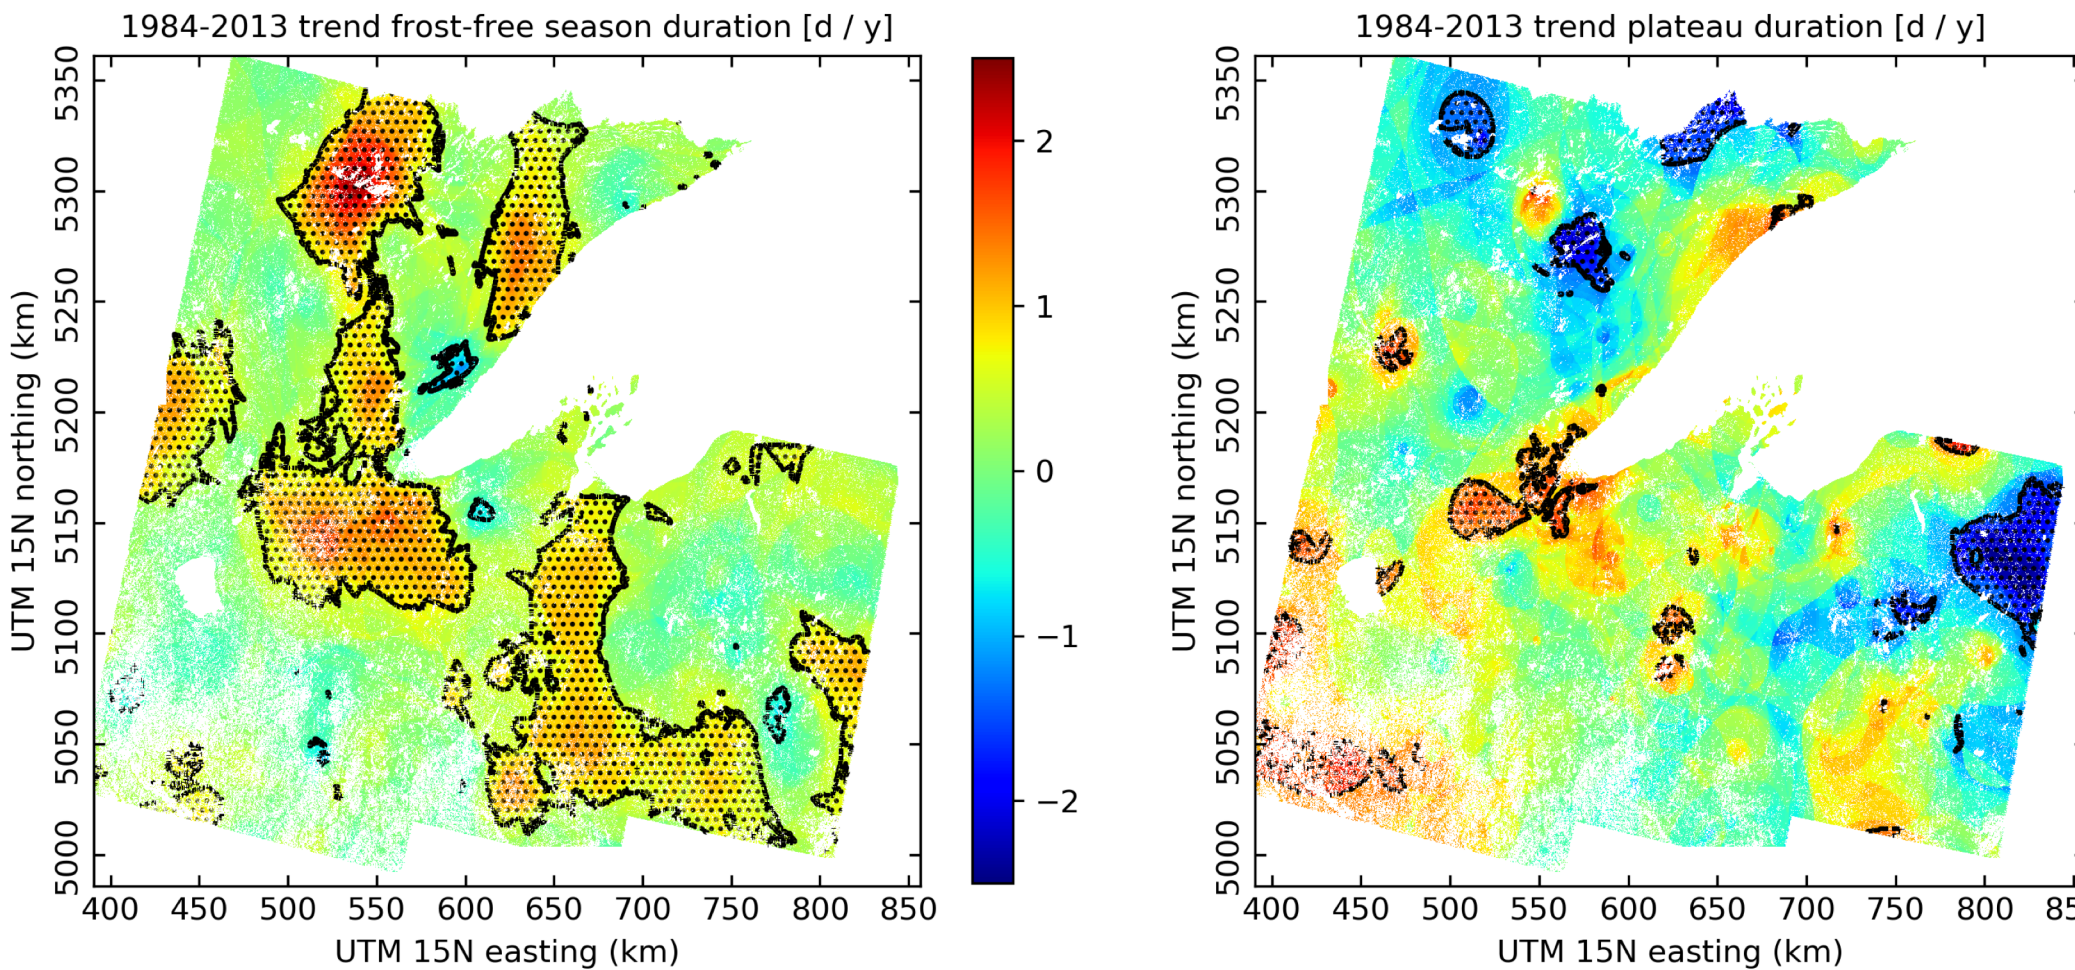 1984-2013 trend frost-free season duration [d / y]
1984-2013 trend plateau duration [d / y]
UTM 15N northing (km)
5350
5300
5250
5200
5150
5100
5050
5000
400 450 500 550 600 650 700 750 800 850
UTM 15N easting (km)
2
1
0
−1
−2
UTM 15N northing (km)
5350
5300
5250
5200
5150
5100
5050
5000
400 450 500 550 600 650 700 750 800 85
UTM 15N easting (km)